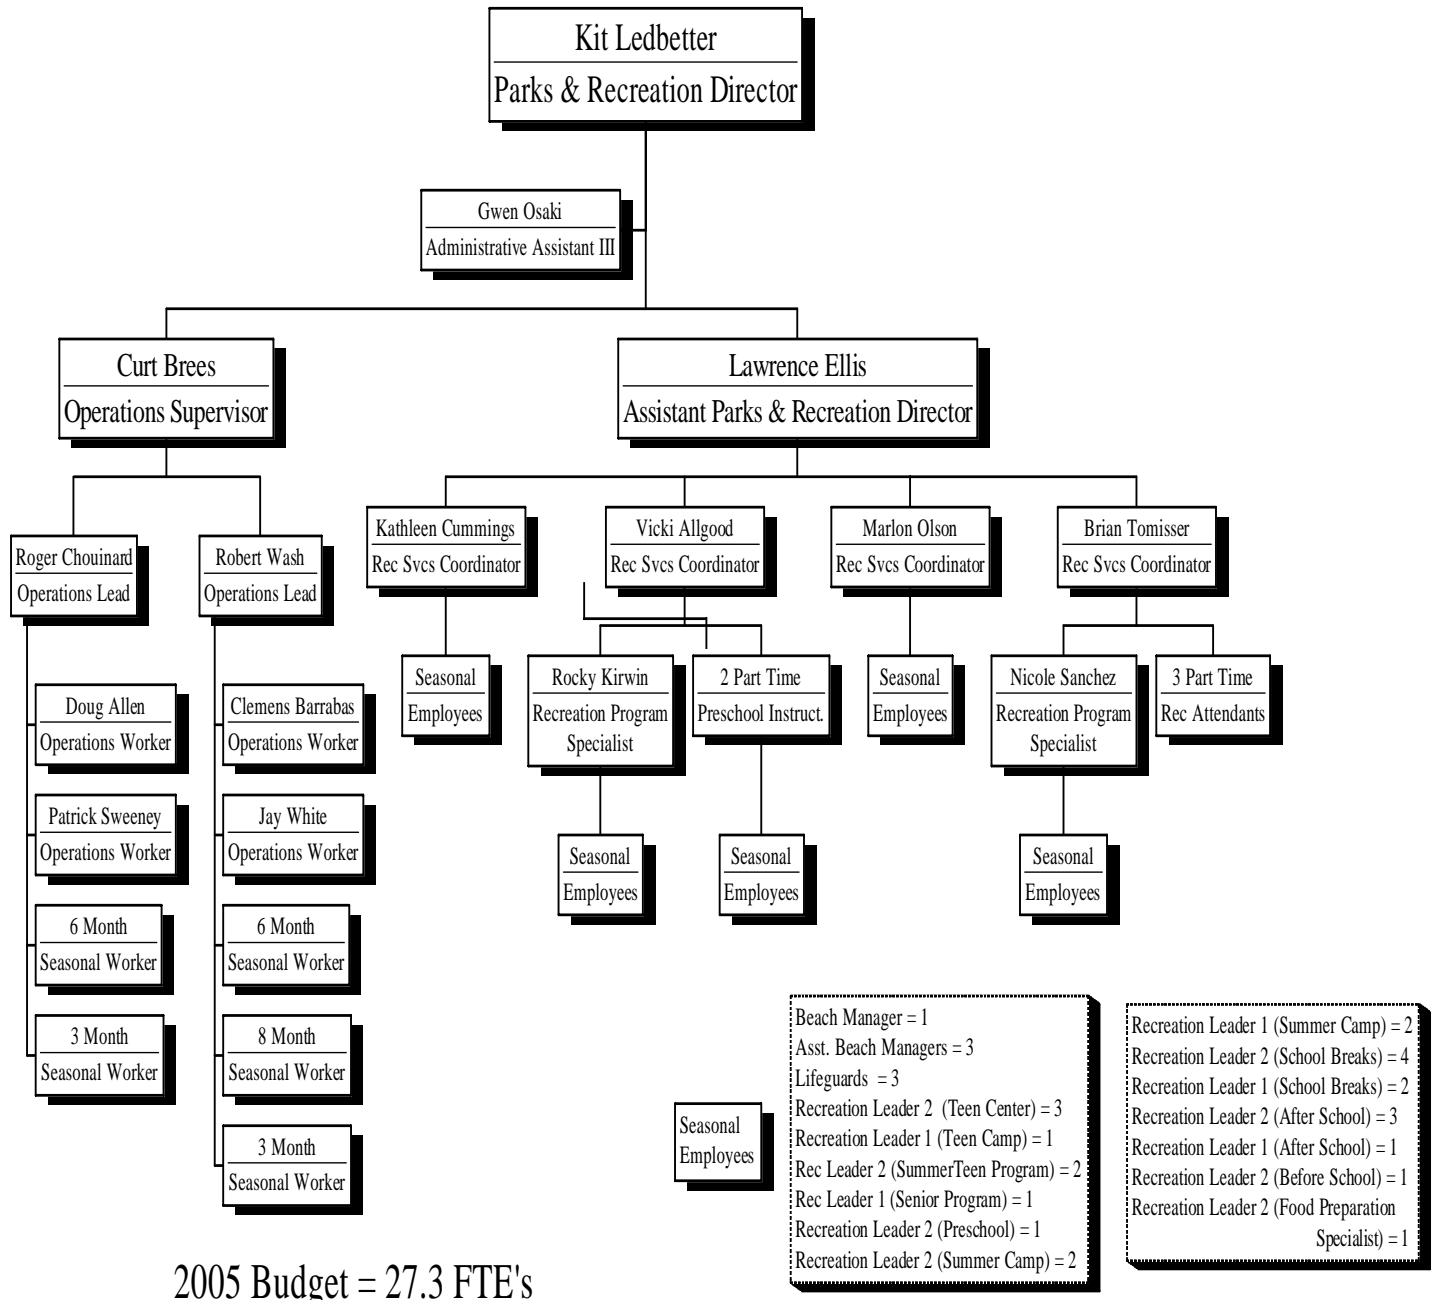 Kit Ledbetter
Parks & Recreation Director
Gwen Osaki
Administrative Assistant III
Curt Brees
Operations Supervisor
Lawrence Ellis
Assistant Parks & Recreation Director
Roger Chouinard
Operations Lead
Robert Wash
Operations Lead
Kathleen Cummings
Rec Svcs Coordinator
Vicki Allgood
Rec Svcs Coordinator
Marlon Olson
Rec Svcs Coordinator
Brian Tomisser
Rec Svcs Coordinator
Doug Allen
Operations Worker
Patrick Sweeney
Operations Worker
6 Month
Seasonal Worker
3 Month
Seasonal Worker
Clemens Barrabas
Operations Worker
Jay White
Operations Worker
6 Month
Seasonal Worker
8 Month
Seasonal Worker
3 Month
Seasonal Worker
Seasonal
Employees
Rocky Kirwin
Recreation Program
Specialist
2 Part Time
Preschool Instruct.
Seasonal
Employees
Nicole Sanchez
Recreation Program
Specialist
3 Part Time
Rec Attendants
Seasonal
Employees
Seasonal
Employees
Seasonal
Employees
Seasonal
Employees
Beach Manager = 1
Asst. Beach Managers = 3
Lifeguards = 3
Recreation Leader 2 (Teen Center) = 3
Recreation Leader 1 (Teen Camp) = 1
Rec Leader 2 (SummerTeen Program) = 2
Rec Leader 1 (Senior Program) = 1
Recreation Leader 2 (Preschool) = 1
Recreation Leader 2 (Summer Camp) = 2
Recreation Leader 1 (Summer Camp) = 2
Recreation Leader 2 (School Breaks) = 4
Recreation Leader 1 (School Breaks) = 2
Recreation Leader 2 (After School) = 3
Recreation Leader 1 (After School) = 1
Recreation Leader 2 (Before School) = 1
Recreation Leader 2 (Food Preparation
Specialist) = 1
2005 Budget = 27.3 FTE's